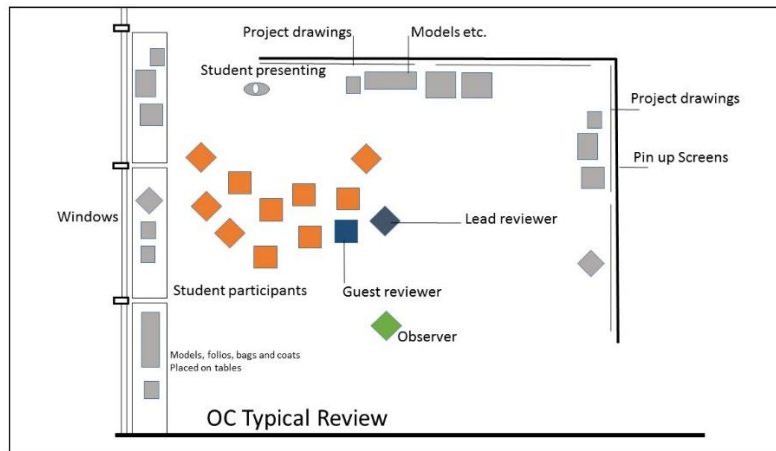 Project drawings
Models etc.
Student presenting
Project drawings
Pin up Screens
Windows
Lead reviewer
Student participants
Guest reviewer
Observer
Models, folios, bags and coats
Placed on tables
OC Typical Review